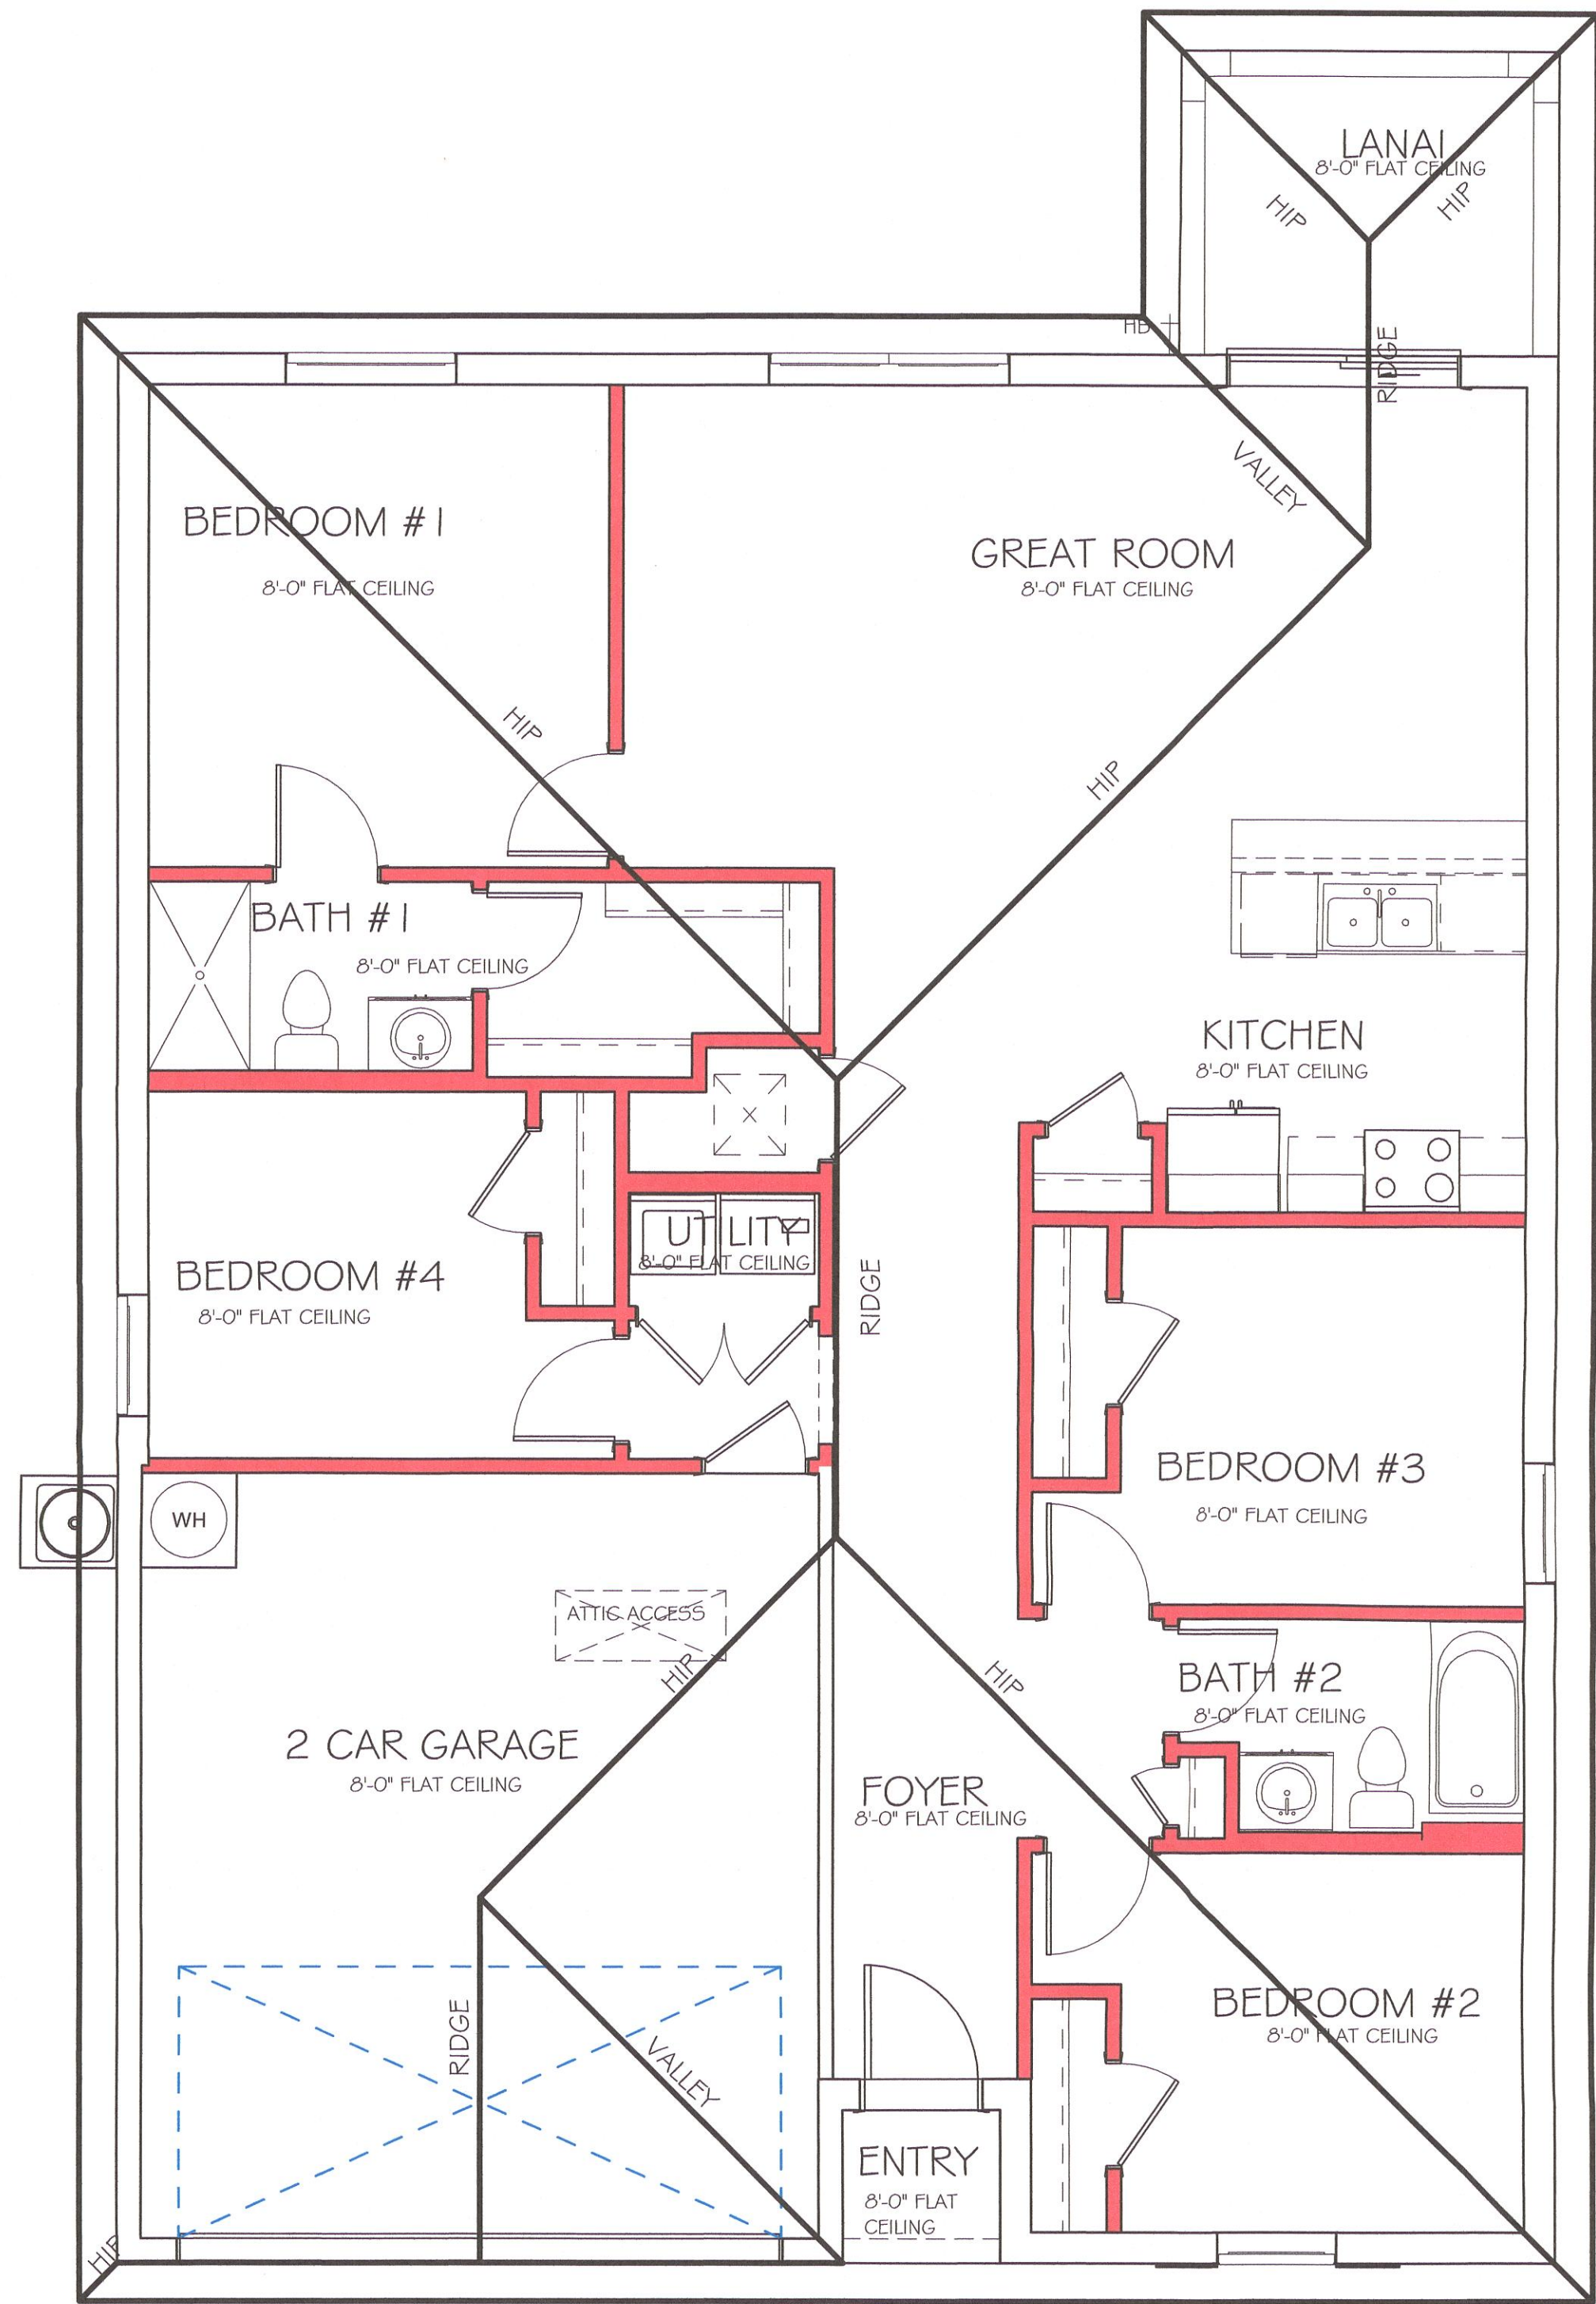 LANAI
8'-0" FLAT CEILING
HIP
HIP
HB
RIDGE
VALLEY
BEDROOM #1
8'-0" FLAT CEILING
GREAT ROOM
8'-0" FLAT CEILING
HIP
HIP
BATH #1
8'-0" FLAT CEILING
KITCHEN
8'-0" FLAT CEILING
UTILITY
8'-0" FLAT CEILING
BEDROOM #4
8'-0" FLAT CEILING
RIDGE
BEDROOM #3
8'-0" FLAT CEILING
WH
ATTIC ACCESS
HIP
HIP
BATH #2
8'-0" FLAT CEILING
2 CAR GARAGE
8'-0" FLAT CEILING
FOYER
8'-0" FLAT CEILING
RIDGE
VALLEY
BEDROOM #2
8'-0" FLAT CEILING
ENTRY
8'-0" FLAT
CEILING
HIP